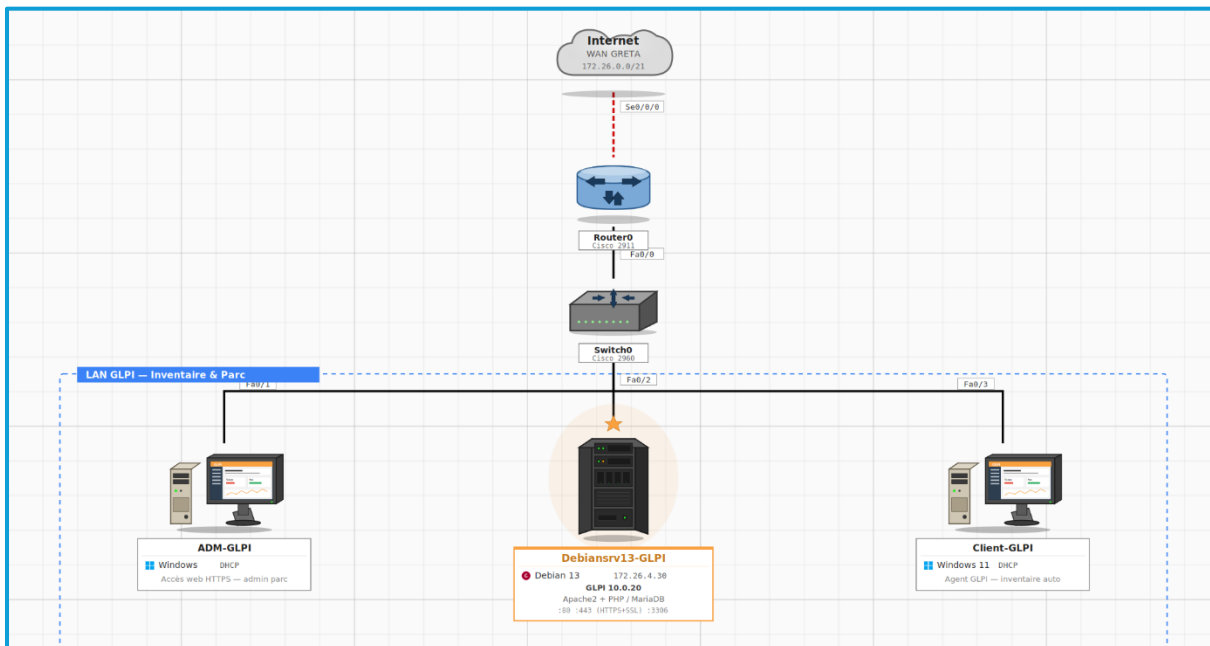 Internet
WAN GRETA
172.26.0.0/21
Se0/0/0
Router0
Cisco 2911
Fa0/0
Switch0
Cisco 2960
LAN GLPI — Inventaire & Parc
Fa0/1
Fa0/2
Fa0/3
ADM-GLPI
Windows DHCP
Accès web HTTPS — admin parc
Debiansrv13-GLPI
Debian 13 172.26.4.30
GLPI 10.0.20
Apache2 + PHP / MariaDB
:80 :443 (HTTPS+SSL) :3306
Client-GLPI
Windows 11 DHCP
Agent GLPI — inventaire auto